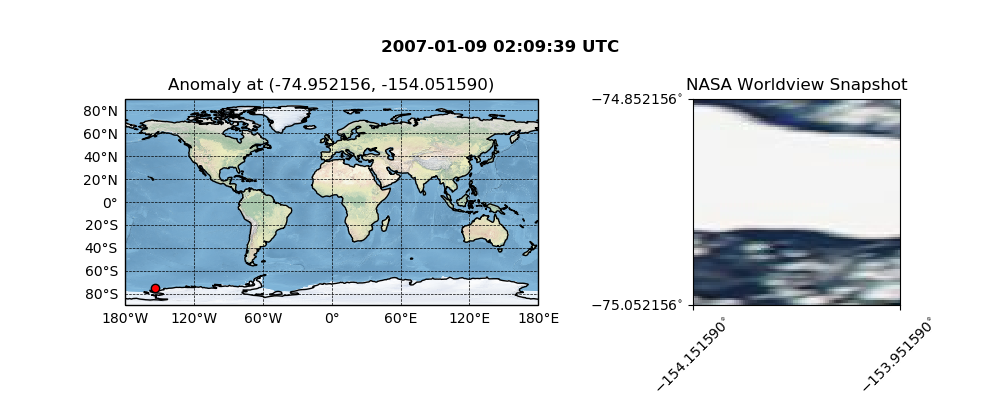 2007-01-09 02:09:39 UTC
Anomaly at (-74.952156, -154.051590)
80°N
60°N
40°N
20°N
0°
20°S
40°S
60°S
80°S
180°W 120°W 60°W 0° 60°E 120°E 180°E
NASA Worldview Snapshot
−74.852156°
−75.052156°
−154.151590°
−153.951590°